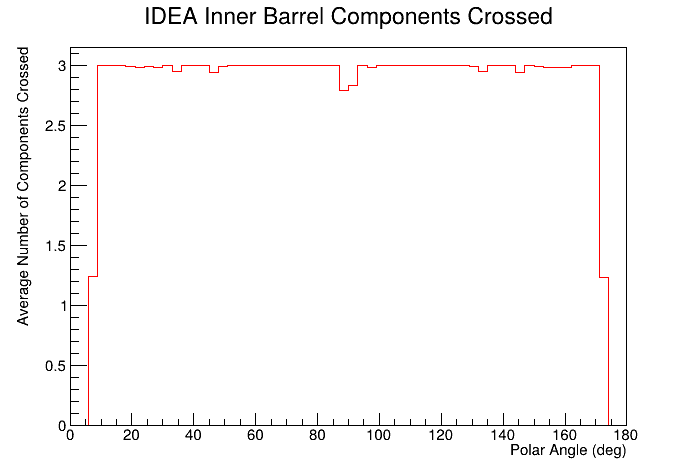 IDEA Inner Barrel Components Crossed
Average Number of Components Crossed
3
2.5
2
1.5
1
0.5
0
0 20 40 60 80 100 120 140 160 180
Polar Angle (deg)